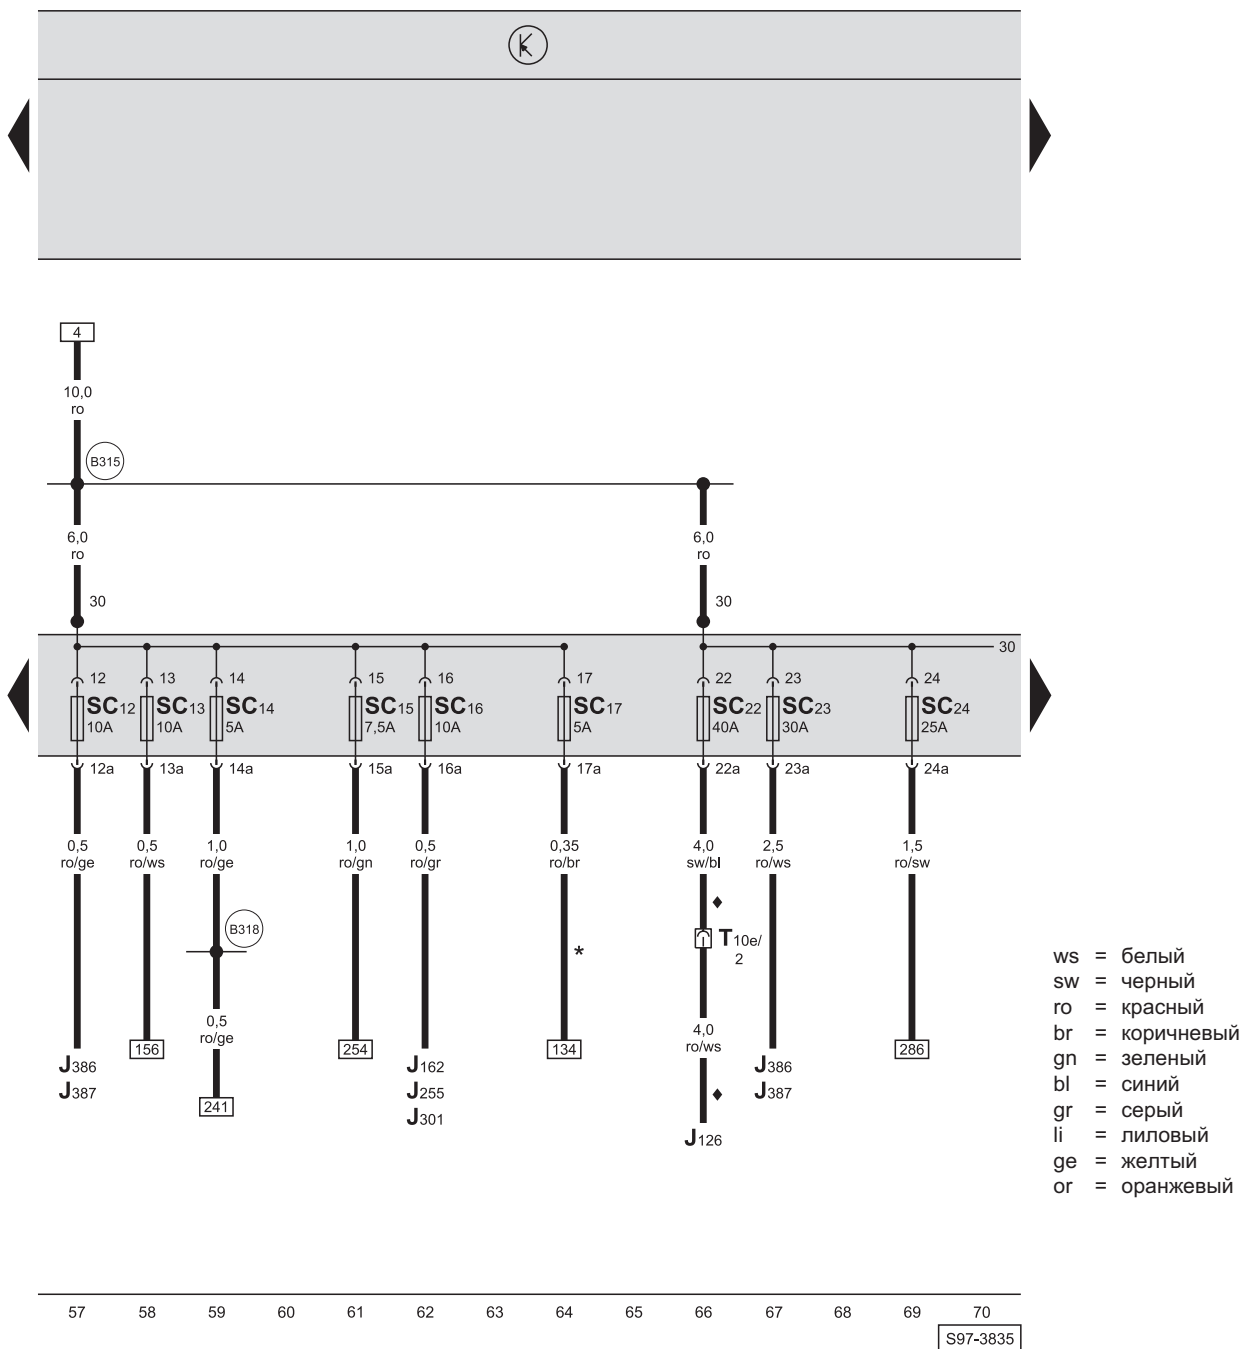 4
10,0
ro
B315
6,0 6,0
ro ro
30 30
30
12 13 14 15 16 17 22 23 24
SC12 SC13 SC14 SC15 SC16 SC17 SC22 SC23 SC24
10A 10A 5A 7,5A 10A 5A 40A 30A 25A
12a 13a 14a 15a 16a 17a 22a 23a 24a
0,5 0,5 1,0 1,0 0,5 0,35 4,0 2,5 1,5
ro/ge ro/ws ro/ge ro/gn ro/gr ro/br sw/bl ro/ws ro/sw
B318
T10e/
2
*
0,5
ro/ge
4,0
ro/ws
156 254 134 286
J386 J162 J386
J387 J255 J387
241
J301
J126
ws = белый
sw = черный
ro = красный
br = коричневый
gn = зеленый
bl = синий
gr = серый
li = лиловый
ge = желтый
or = оранжевый
57 58 59 60 61 62 63 64 65 66 67 68 69 70
S97-3835